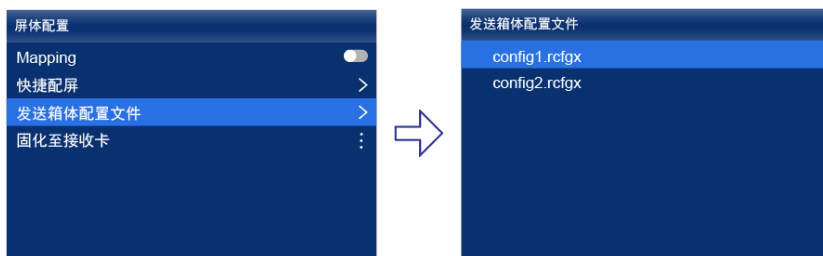 屏体配置
Mapping
快捷配屏
发送箱体配置文件
固化至接收卡
发送箱体配置文件
config1.rcfgx
config2.rcfgx